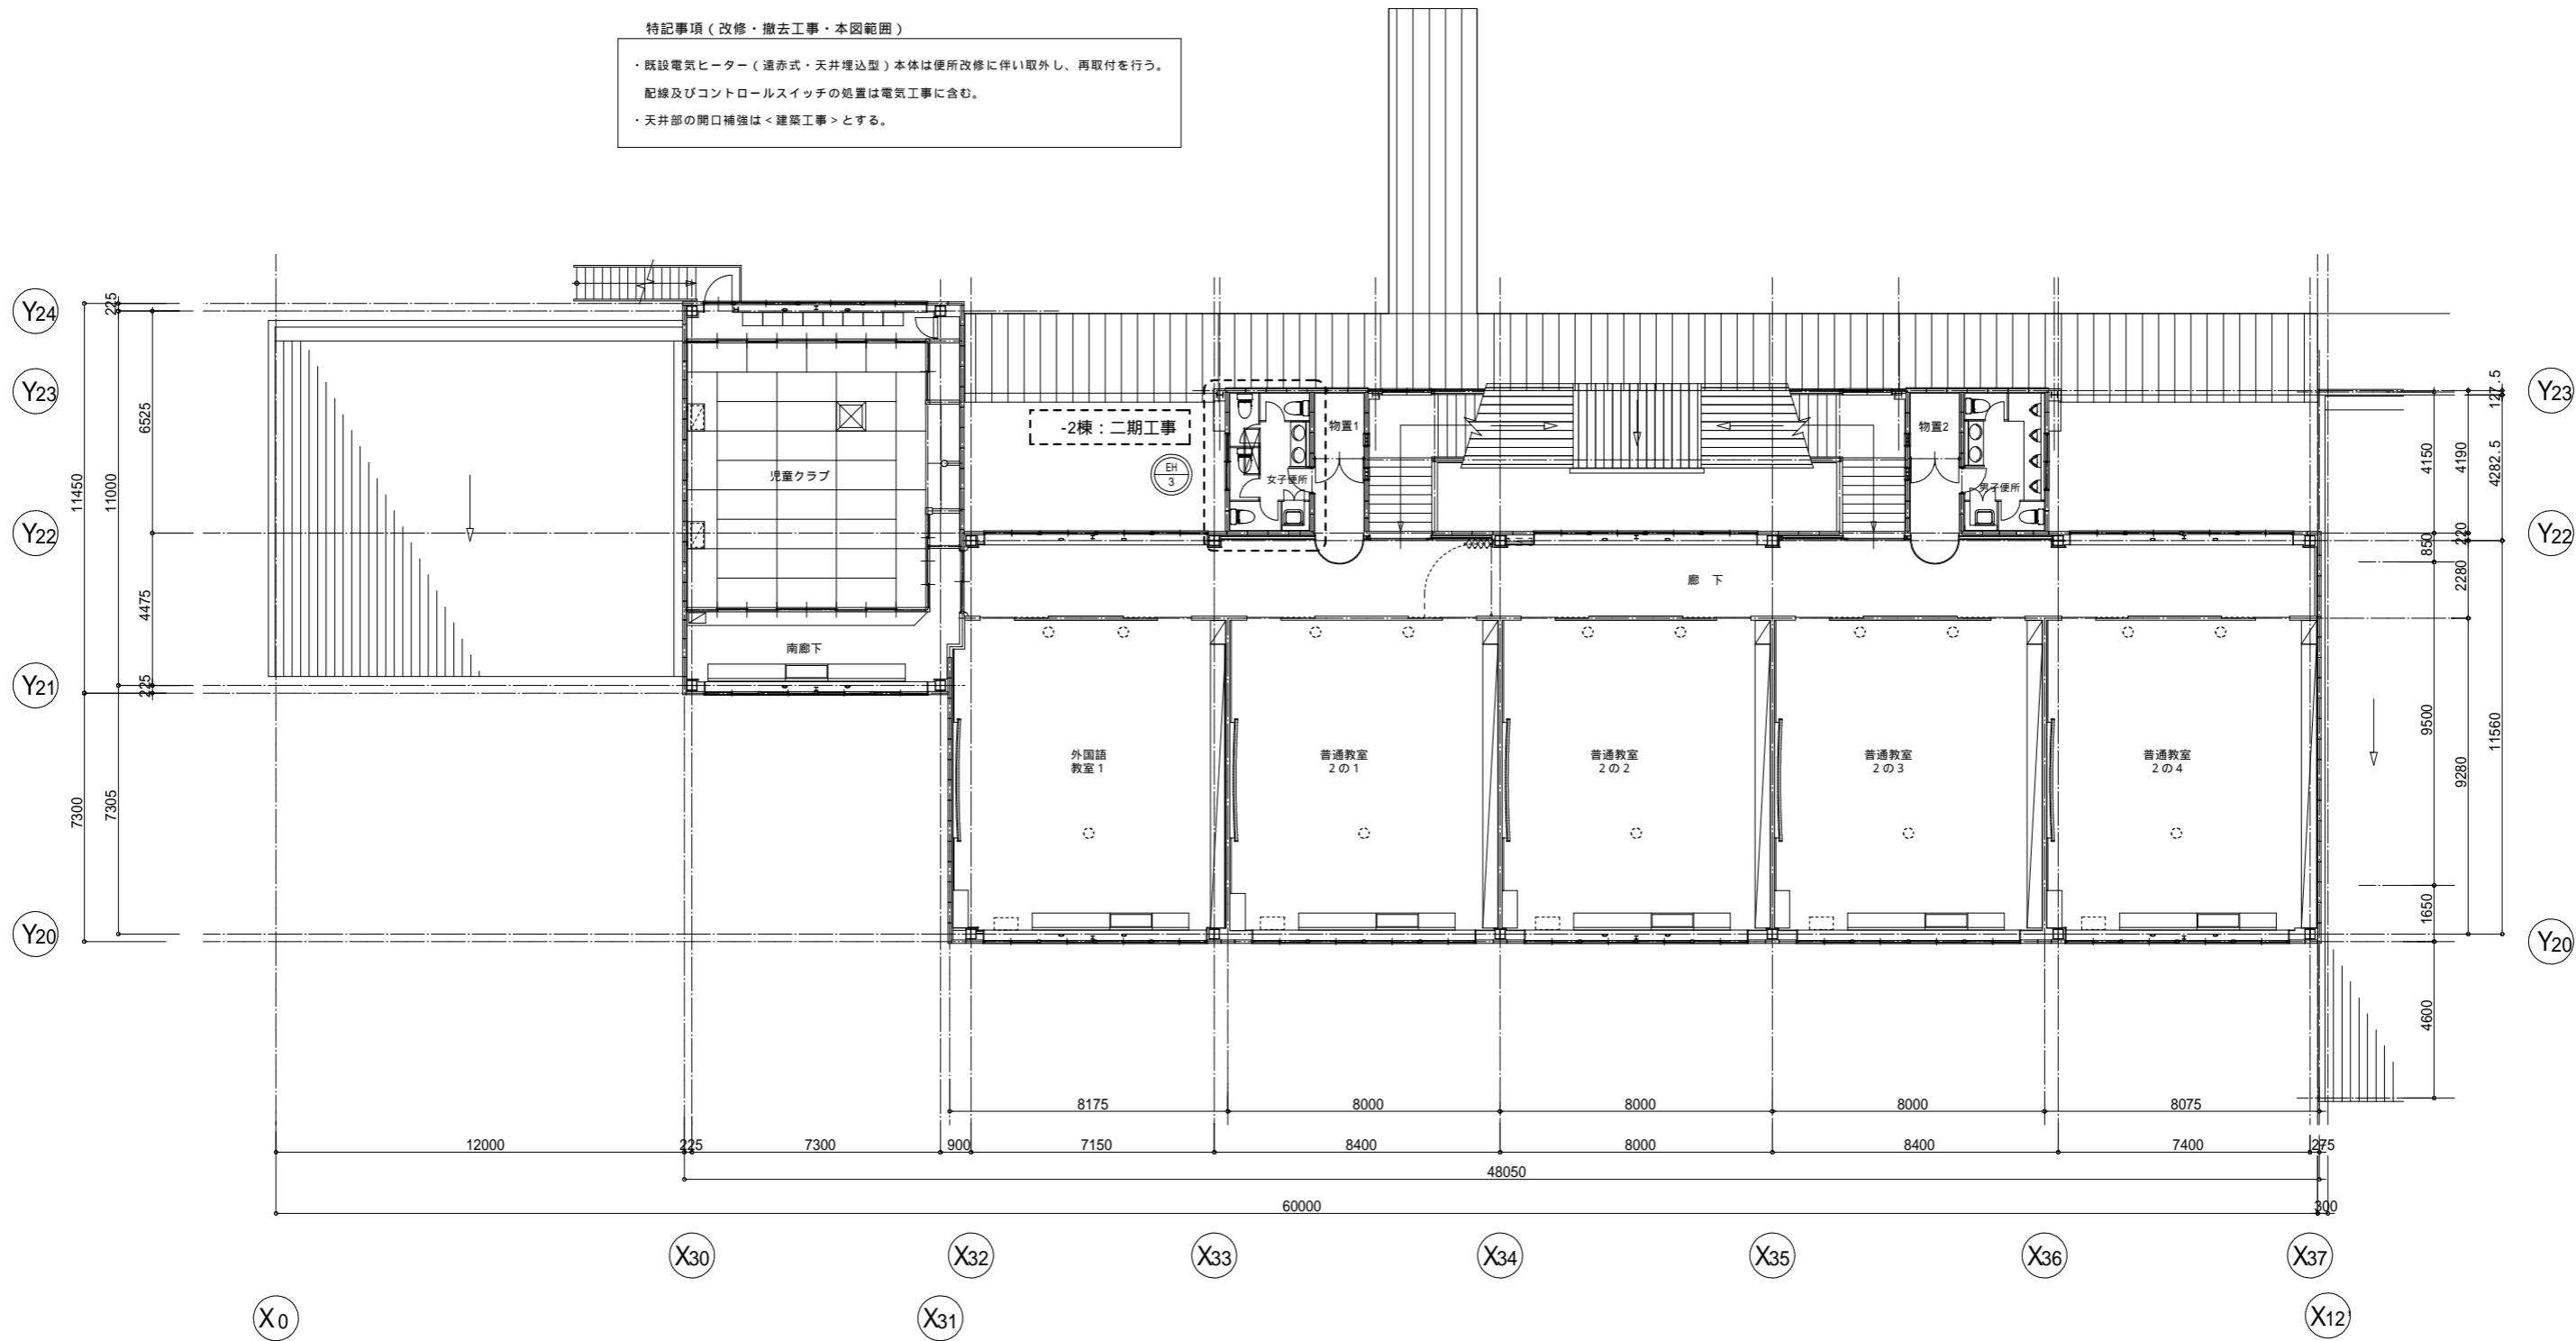 特記事項（改修・撤去工事・本図範囲）
・既設電気ヒーター（遠赤式・天井埋込型）本体は便所改修に伴い取外し、再取付を行う。
配線及びコントロールスイッチの処置は電気工事に含む。
・天井部の開口補強は＜建築工事＞とする。
Y24
Y23
Y22
Y21
Y20
225
6525
4475
225
11000
7305
11450
7300
児童クラブ
南廊下
-2棟：二期工事
EH
3
女子便所
物置1
物置2
男子便所
廊　下
外国語
教室１
普通教室
２の１
普通教室
２の２
普通教室
２の３
普通教室
２の４
Y23
Y22
Y20
4150
850
9500
1650
4600
4190
220
2280
9280
127.5
4282.5
11560
8175
8000
8000
8000
8075
12000
225
7300
900
7150
8400
8000
8400
7400
275
48050
60000
300
X30
X32
X33
X34
X35
X36
X37
X0
X31
X12